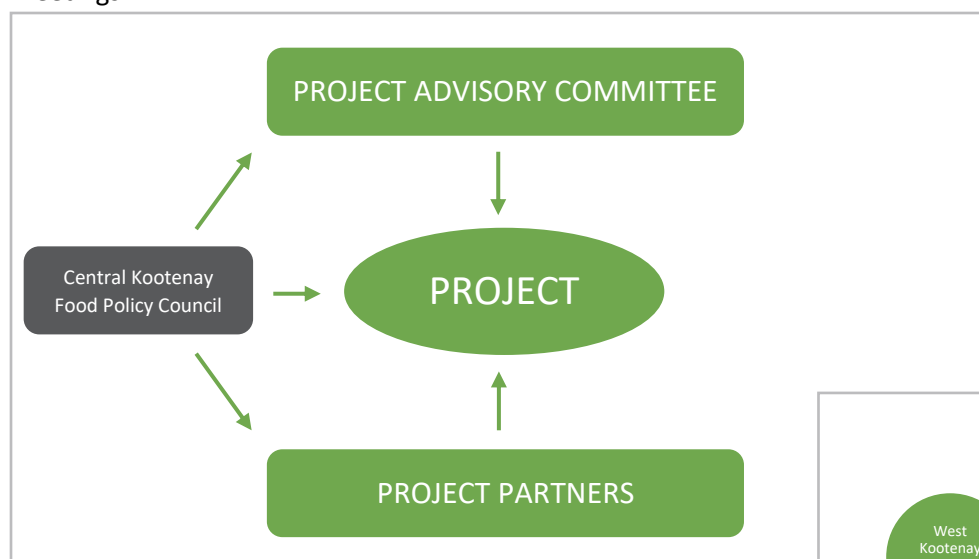 PROJECT ADVISORY COMMITTEE
Central Kootenay
Food Policy Council
PROJECT
PROJECT PARTNERS
West
Kootenay